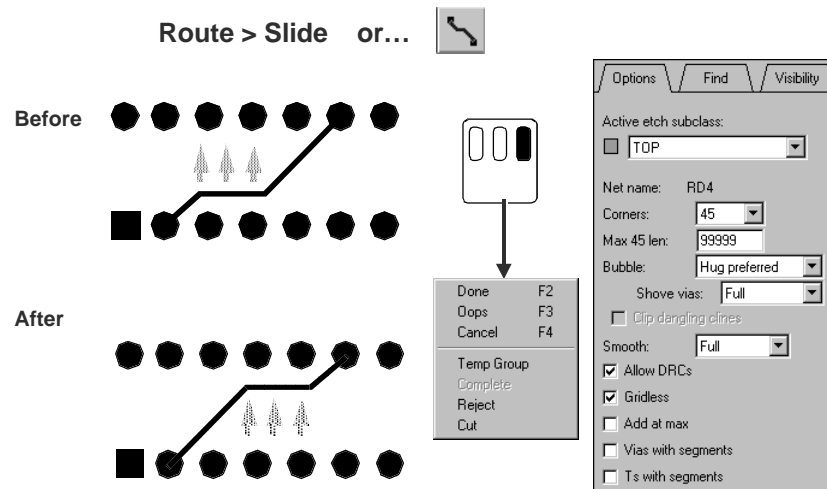 Route > Slide or…
Before
After
Done F2
Oops F3
Cancel F4
Temp Group
Complete
Reject
Cut
Options Find Visibility
Active etch subclass:
TOP
Net name: RD4
Corners: 45
Max 45 len: 99999
Bubble: Hug preferred
Shove vias: Full
Clip dangling clines
Smooth: Full
Allow DRCs
Gridless
Add at max
Vias with segments
Ts with segments